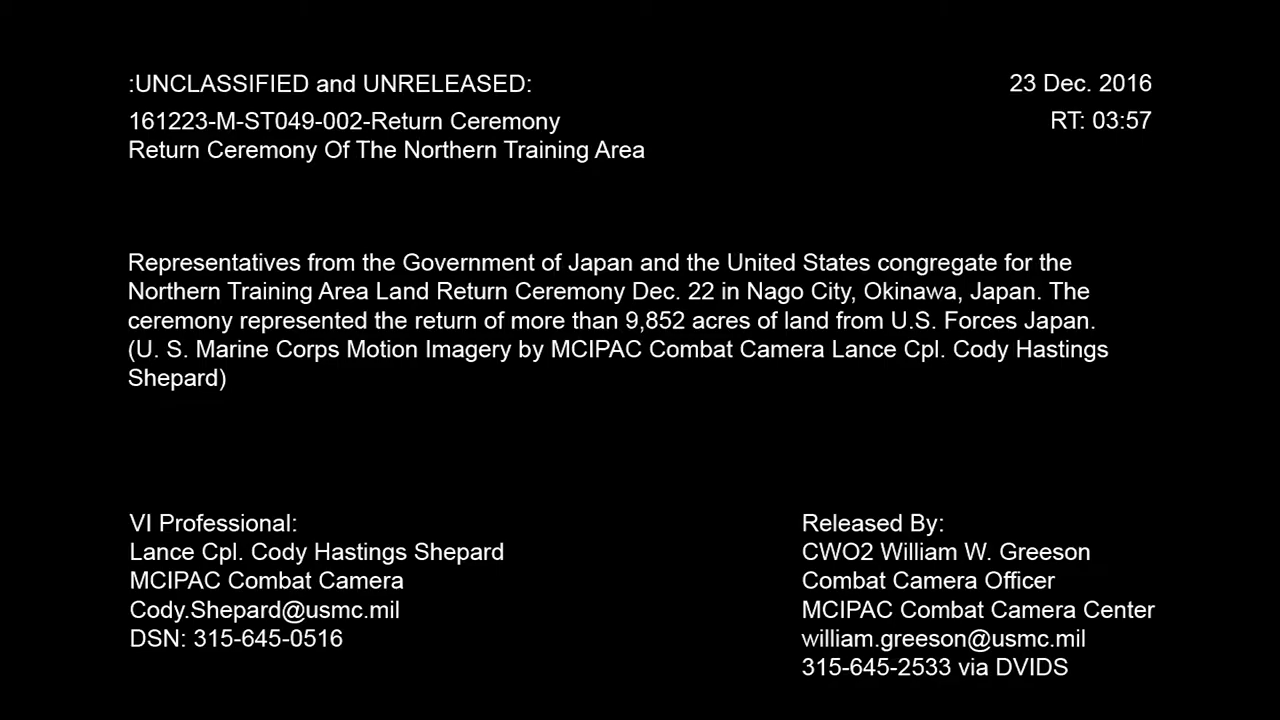 :UNCLASSIFIED and UNRELEASED:
23 Dec. 2016
161223-M-ST049-002-Return Ceremony
RT: 03:57
Return Ceremony Of The Northern Training Area
Representatives from the Government of Japan and the United States congregate for the
Northern Training Area Land Return Ceremony Dec. 22 in Nago City, Okinawa, Japan. The
ceremony represented the return of more than 9,852 acres of land from U.S. Forces Japan.
(U. S. Marine Corps Motion Imagery by MCIPAC Combat Camera Lance Cpl. Cody Hastings
Shepard)
VI Professional:
Lance Cpl. Cody Hastings Shepard
MCIPAC Combat Camera
Cody.Shepard@usmc.mil
DSN: 315-645-0516
Released By:
CWO2 William W. Greeson
Combat Camera Officer
MCIPAC Combat Camera Center
william.greeson@usmc.mil
315-645-2533 via DVIDS